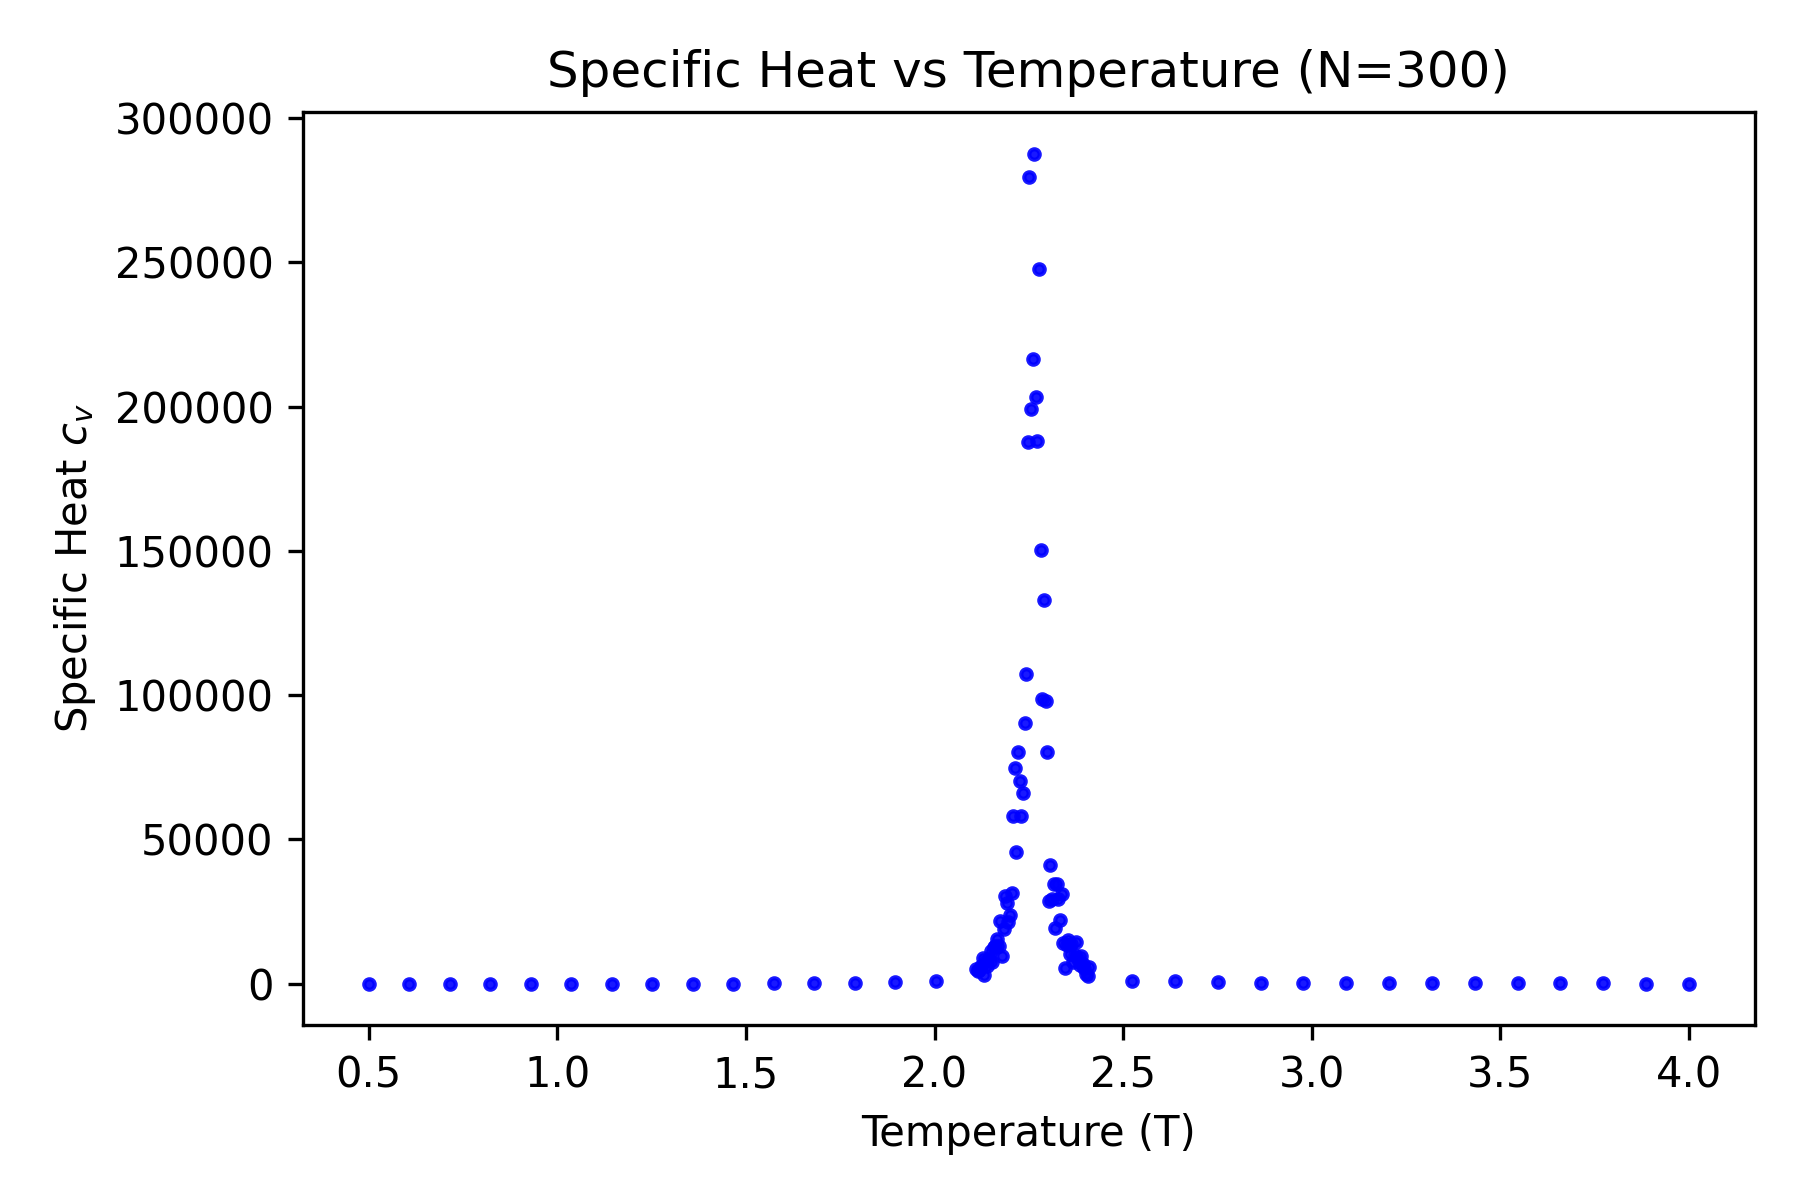 Specific Heat vs Temperature (N=300)
300000
250000
200000
150000
100000
50000
0
Specific Heat cᵥ
0.5 1.0 1.5 2.0 2.5 3.0 3.5 4.0
Temperature (T)